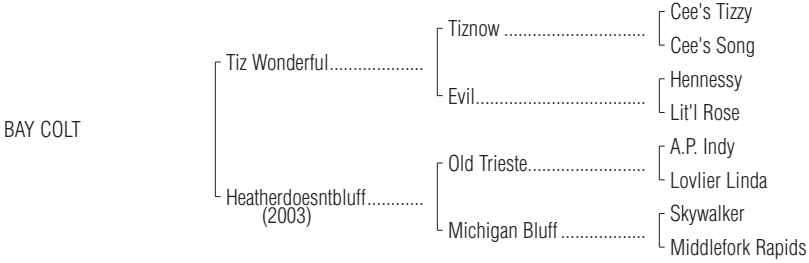 Cee's Tizzy
Tiznow ..............................
Cee's Song
Tiz Wonderful....................
Hennessy
Evil....................................
Lit'l Rose
BAY COLT
A.P. Indy
Old Trieste.........................
Lovlier Linda
Heatherdoesntbluff............
(2003)
Skywalker
Michigan Bluff ..................
Middlefork Rapids